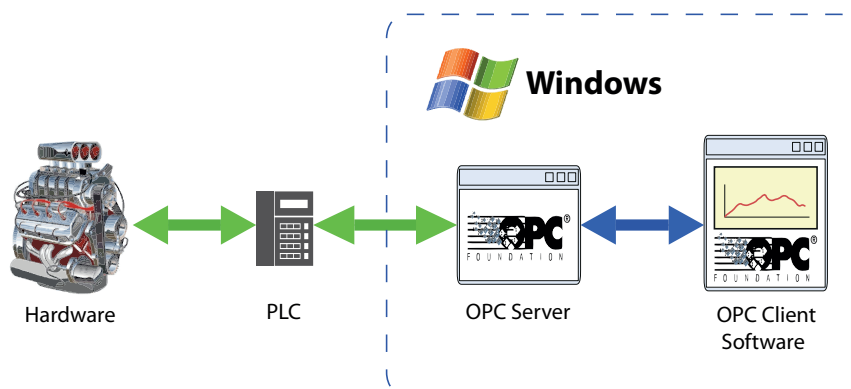 Windows
OPC®
FOUNDATION
OPC®
FOUNDATION
Hardware
PLC
OPC Server
OPC Client
Software